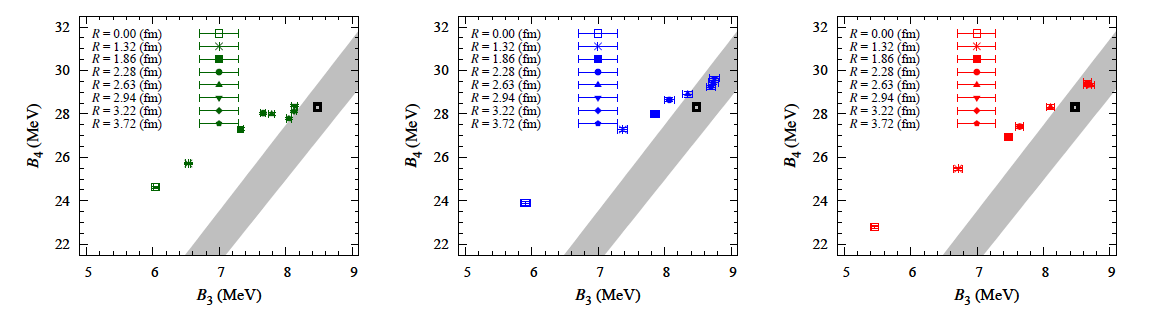 32
30
28
26
24
22
B4 (MeV)
R = 0.00 (fm)
R = 1.32 (fm)
R = 1.86 (fm)
R = 2.28 (fm)
R = 2.63 (fm)
R = 2.94 (fm)
R = 3.22 (fm)
R = 3.72 (fm)
5 6 7 8 9
B3 (MeV)
32
30
28
26
24
22
B4 (MeV)
R = 0.00 (fm)
R = 1.32 (fm)
R = 1.86 (fm)
R = 2.28 (fm)
R = 2.63 (fm)
R = 2.94 (fm)
R = 3.22 (fm)
R = 3.72 (fm)
5 6 7 8 9
B3 (MeV)
32
30
28
26
24
22
B4 (MeV)
R = 0.00 (fm)
R = 1.32 (fm)
R = 1.86 (fm)
R = 2.28 (fm)
R = 2.63 (fm)
R = 2.94 (fm)
R = 3.22 (fm)
R = 3.72 (fm)
5 6 7 8 9
B3 (MeV)